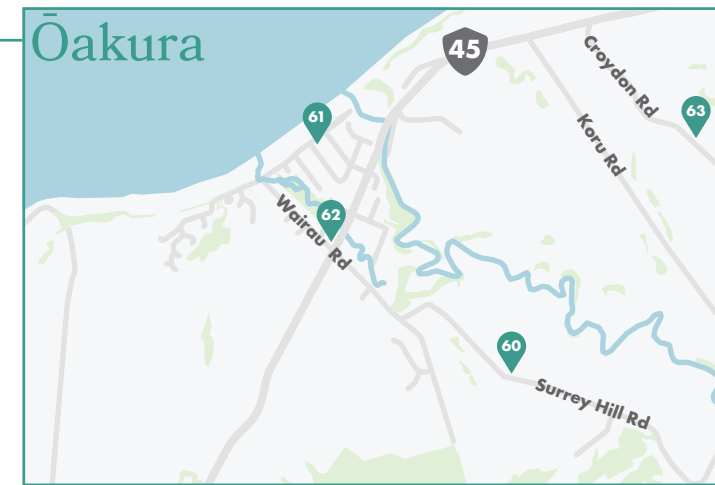 Ōakura
45
Croydon Rd
63
Koru Rd
61
62
Wairau Rd
60
Surrey Hill Rd